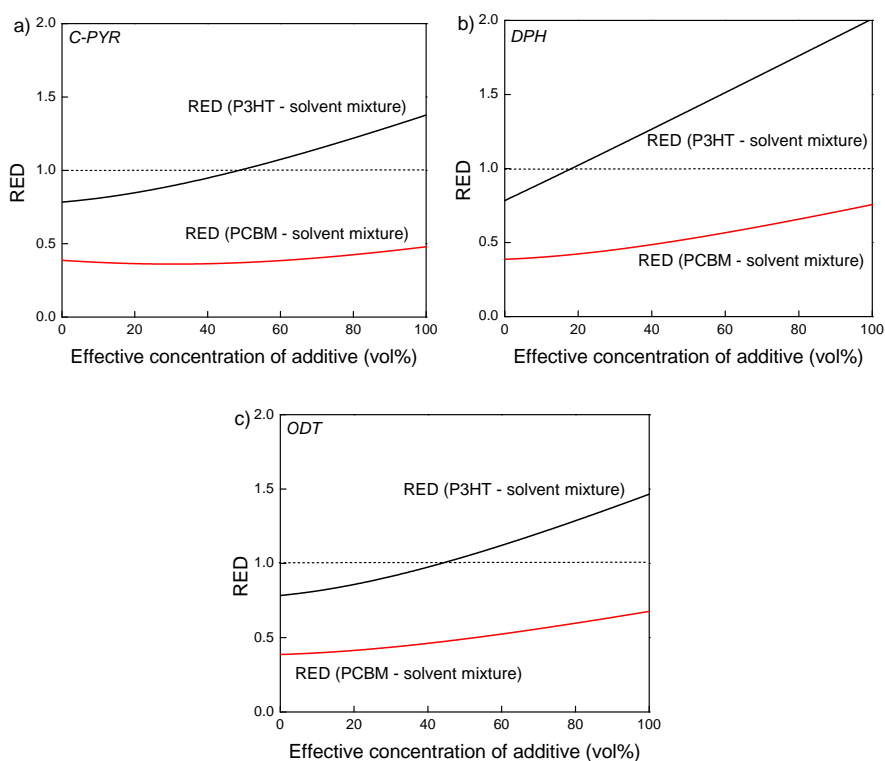 a)
C-PYR
2.0
1.5
1.0
0.5
0.0
RED
RED (P3HT - solvent mixture)
RED (PCBM - solvent mixture)
0 20 40 60 80 100
Effective concentration of additive (vol%)
b)
DPH
2.0
1.5
1.0
0.5
0.0
RED
RED (P3HT - solvent mixture)
RED (PCBM - solvent mixture)
0 20 40 60 80 100
Effective concentration of additive (vol%)
c)
ODT
2.0
1.5
1.0
0.5
0.0
RED
RED (P3HT - solvent mixture)
RED (PCBM - solvent mixture)
0 20 40 60 80 100
Effective concentration of additive (vol%)